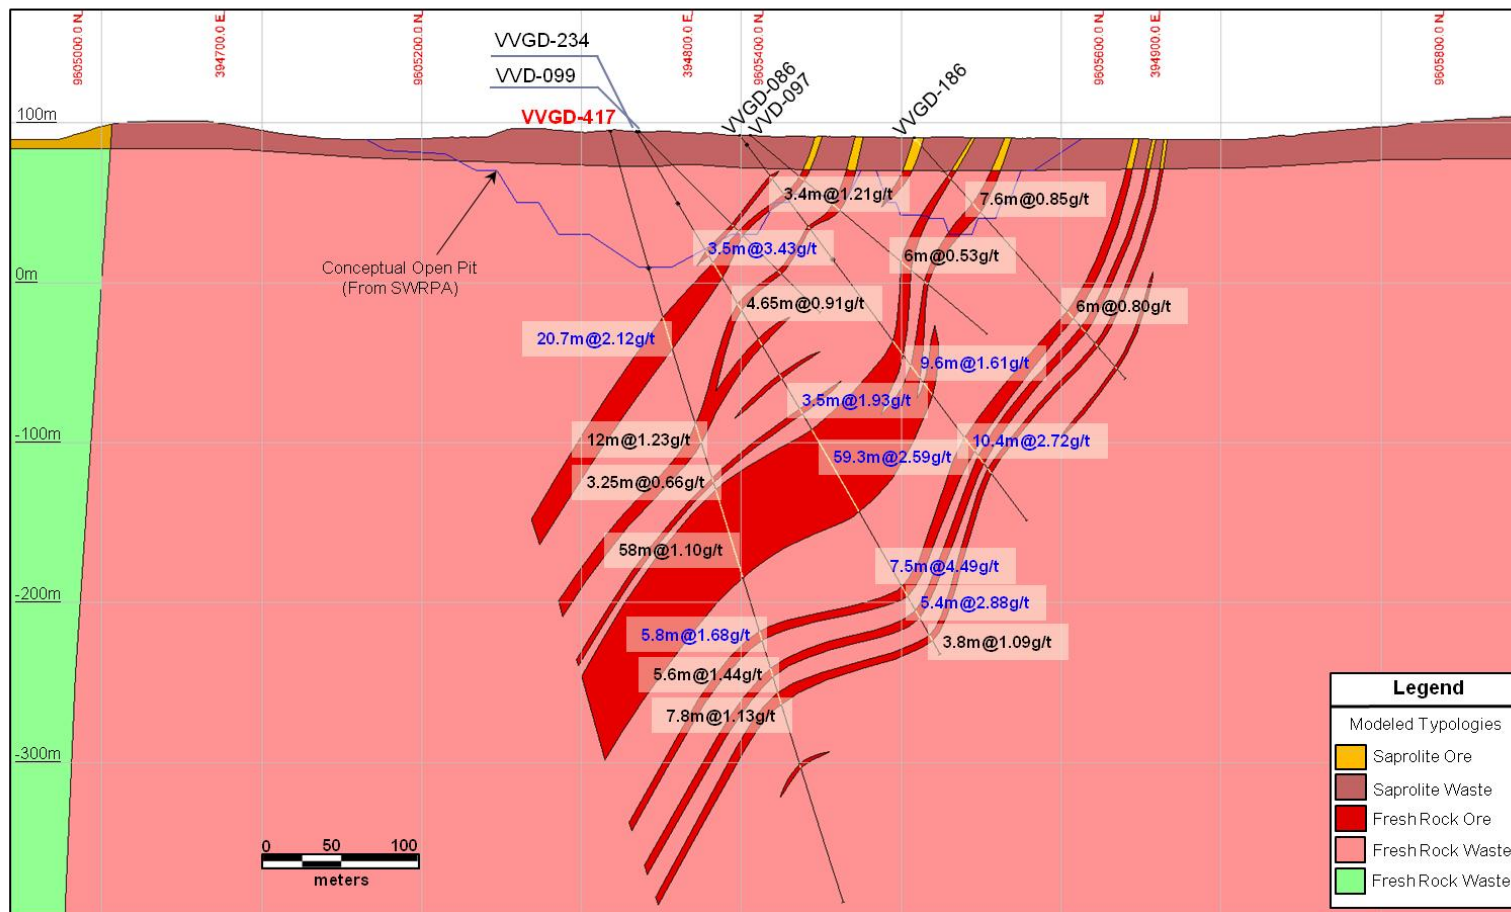 9605000.0 N
394700.0 E
9605200.0 N
394800.0 E
9605400.0 N
9605600.0 N
394900.0 E
9605800.0 N
VVGD-234
VVD-099
VVGD-417
VVGD-086
VVD-097
VVGD-186
100m
0m
-100m
-200m
-300m
Conceptual Open Pit
(From SWRPA)
3.4m@1.21g/t
7.6m@0.85g/t
3.5m@3.43g/t
6m@0.53g/t
4.65m@0.91g/t
6m@0.80g/t
20.7m@2.12g/t
9.6m@1.61g/t
3.5m@1.93g/t
12m@1.23g/t
10.4m@2.72g/t
59.3m@2.59g/t
3.25m@0.66g/t
58m@1.10g/t
7.5m@4.49g/t
5.4m@2.88g/t
5.8m@1.68g/t
3.8m@1.09g/t
5.6m@1.44g/t
7.8m@1.13g/t
0 50 100
meters
Legend
Modeled Typologies
Saprolite Ore
Saprolite Waste
Fresh Rock Ore
Fresh Rock Waste
Fresh Rock Waste